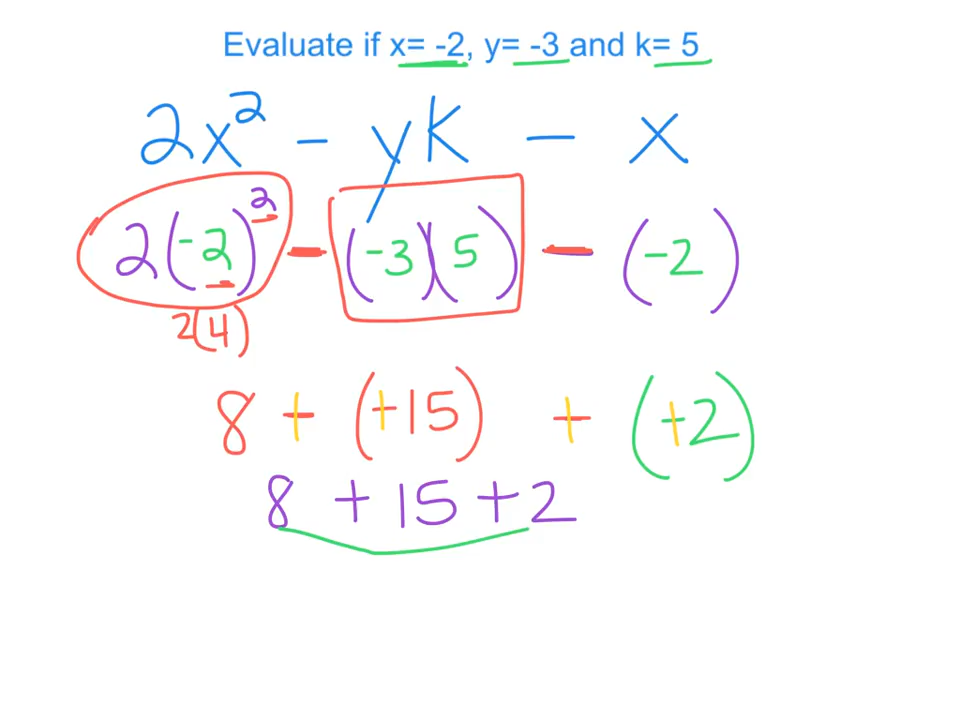 Evaluate if x= -2, y= -3 and k= 5
2x² - yk - x
2(-2)² - (-3)(5) - (-2)
2(4)
8 + (+15) + (+2)
8 + 15 + 2